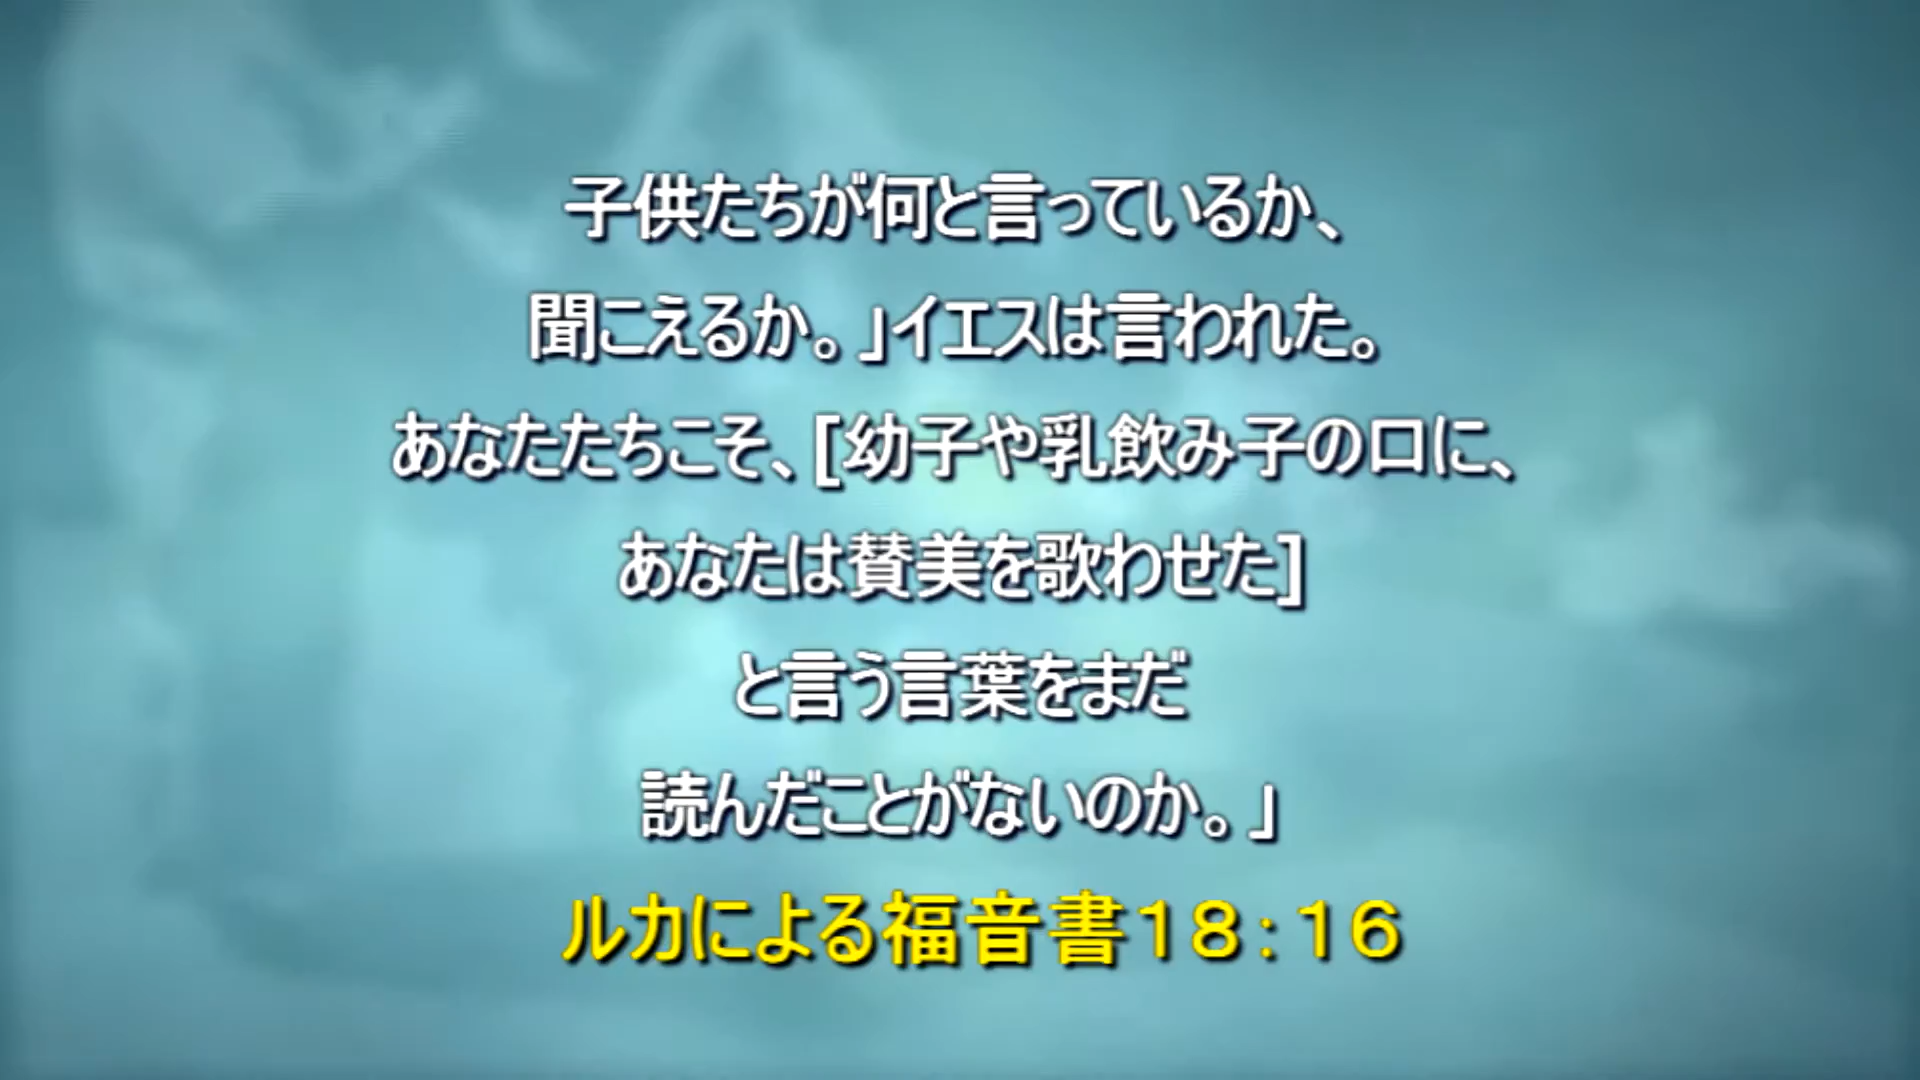 子供たちが何と言っているか、
聞こえるか。」イエスは言われた。
あなたたちこそ、[幼子や乳飲み子の口に、
あなたは賛美を歌わせた]
と言う言葉をまだ
読んだことがないのか。」
ルカによる福音書１８：１６